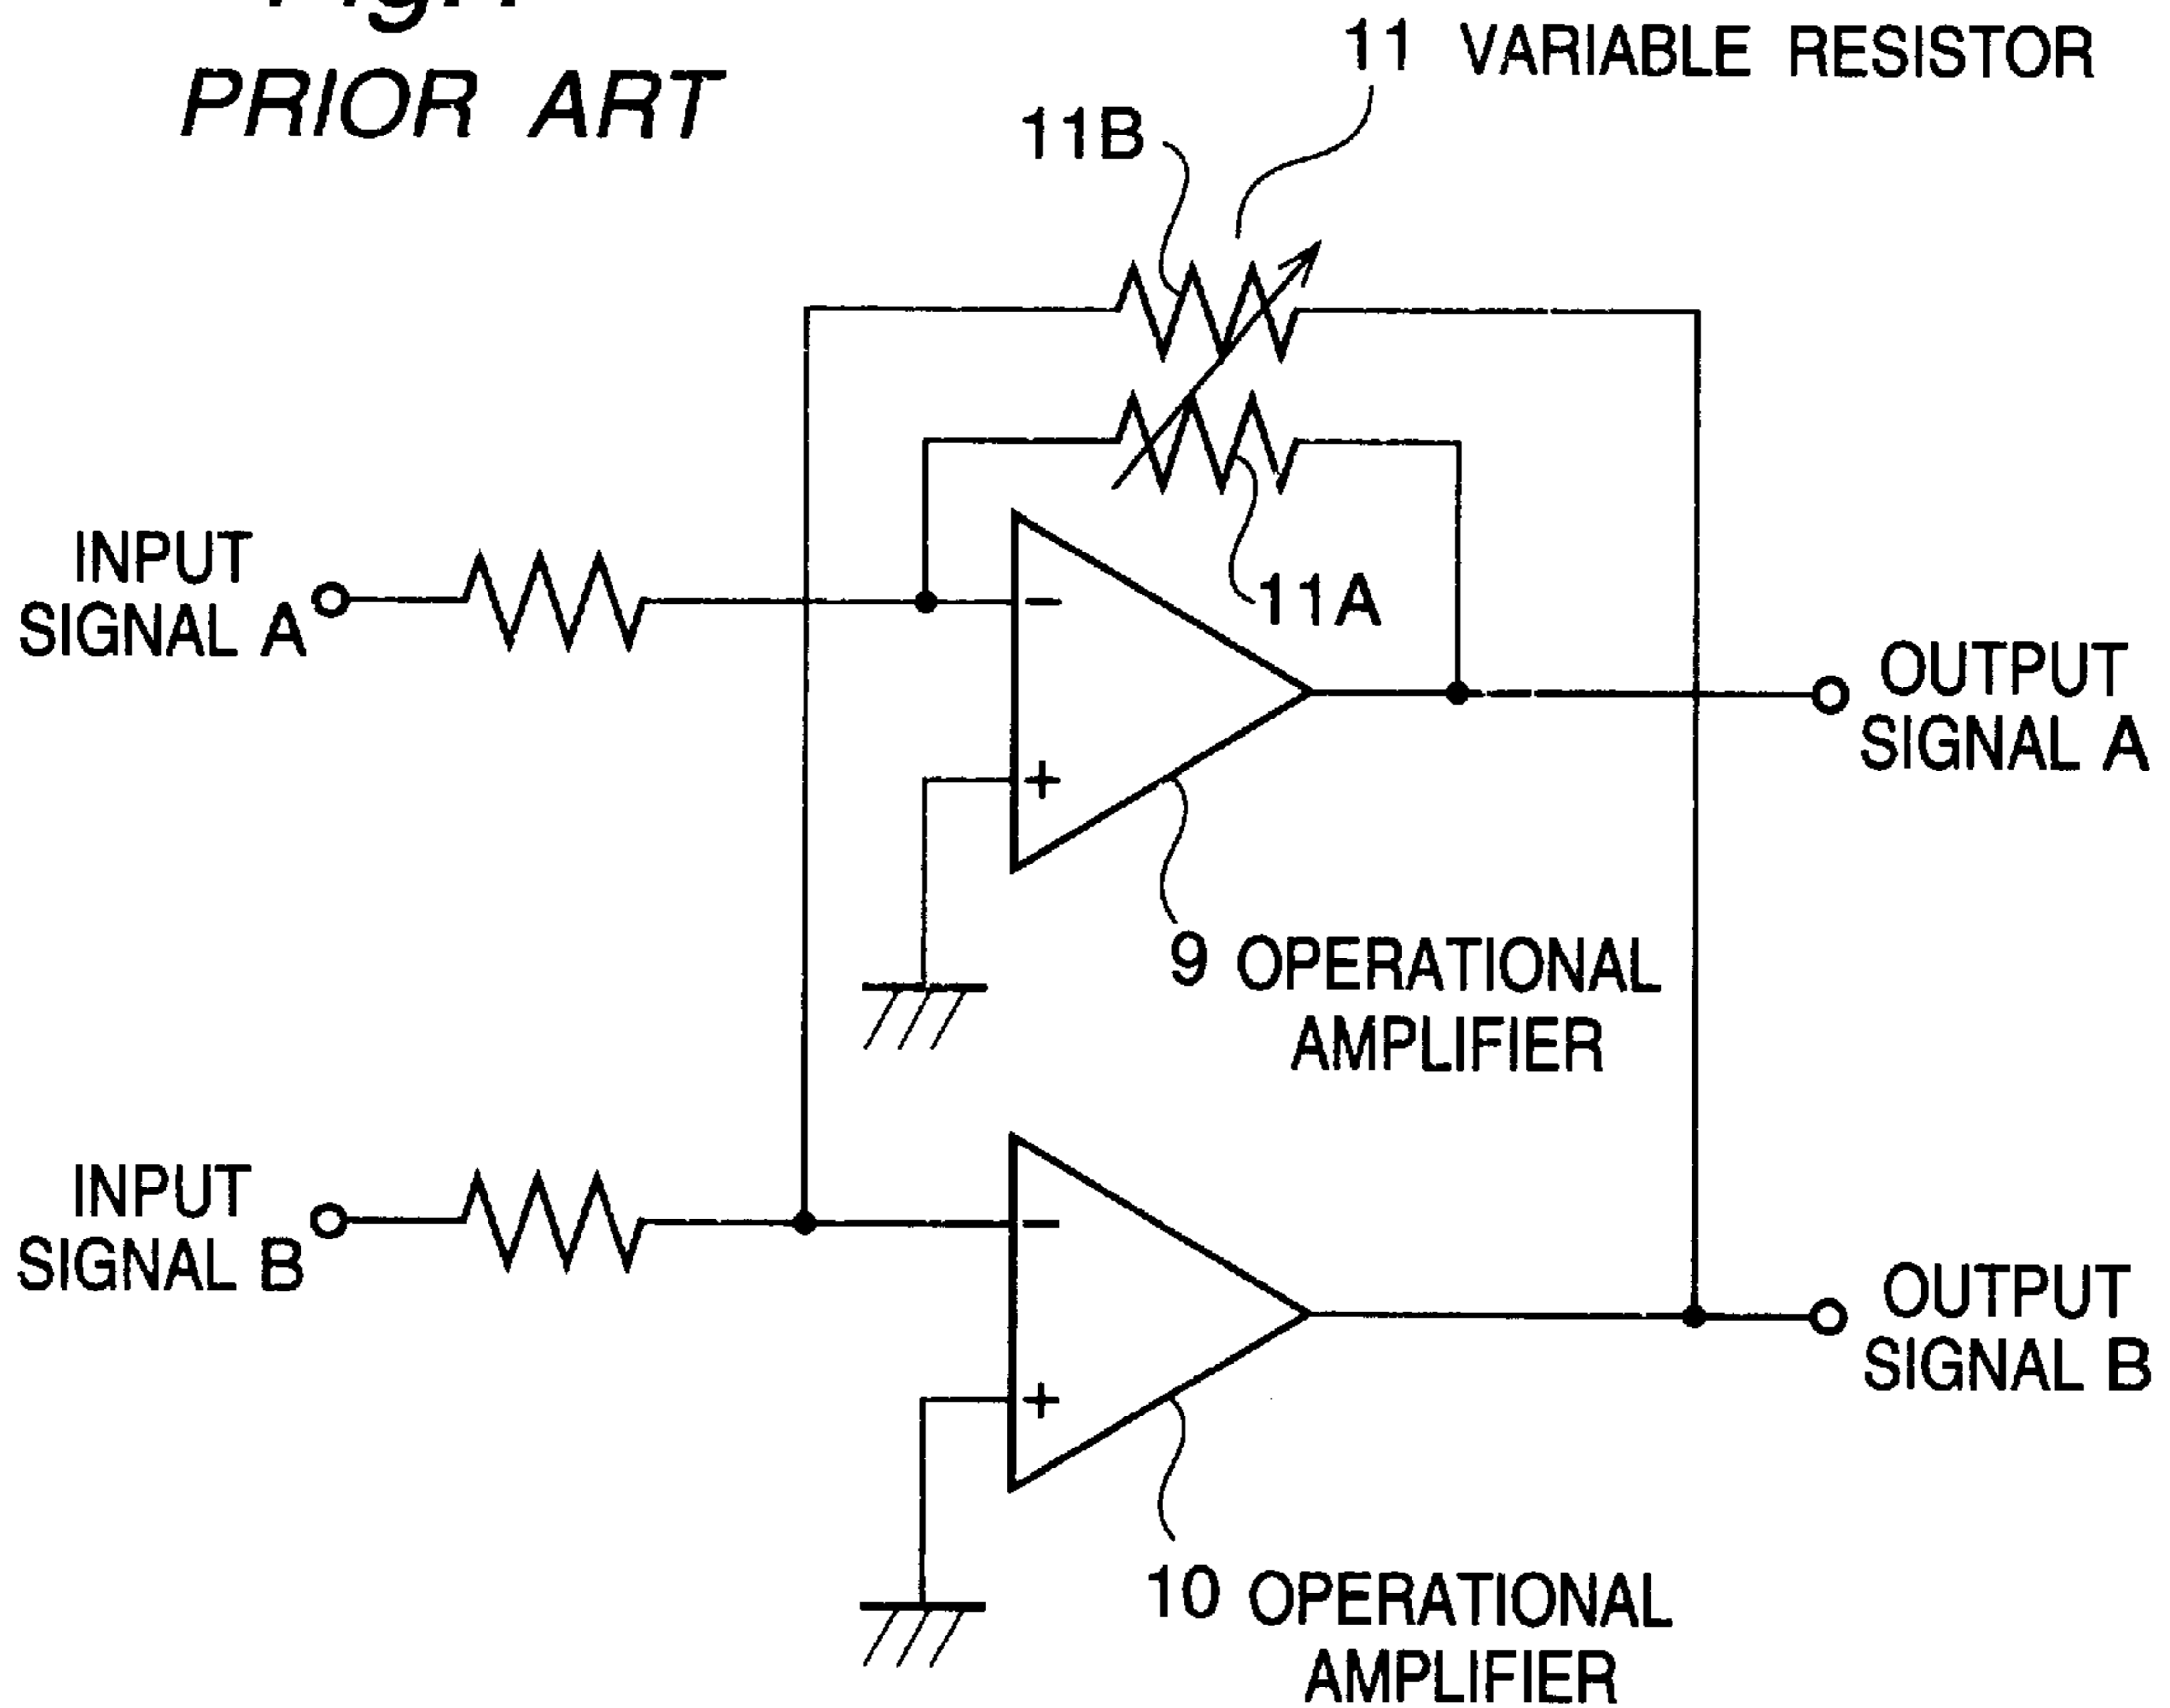 PRIOR ART
11 VARIABLE RESISTOR
11B
11A
INPUT
SIGNAL A
−
+
OUTPUT
SIGNAL A
9 OPERATIONAL
AMPLIFIER
INPUT
SIGNAL B
−
+
OUTPUT
SIGNAL B
10 OPERATIONAL
AMPLIFIER